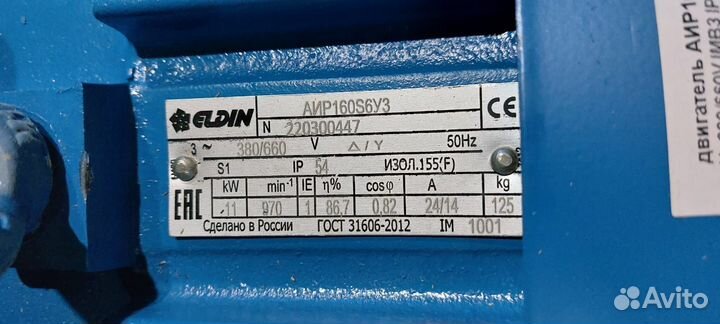 ELDIN АИР160S6У3 CE
N 220300447
3 ~ 380/660 V △/Y 50Hz
S1 IP 54 ИЗОЛ.155(F)
kW min⁻¹ IE η% cosφ A kg
11 970 1 86,7 0,82 24/14 125
EAC
Сделано в России ГОСТ 31606-2012 IM 1001
двигатель АИР1
Avito